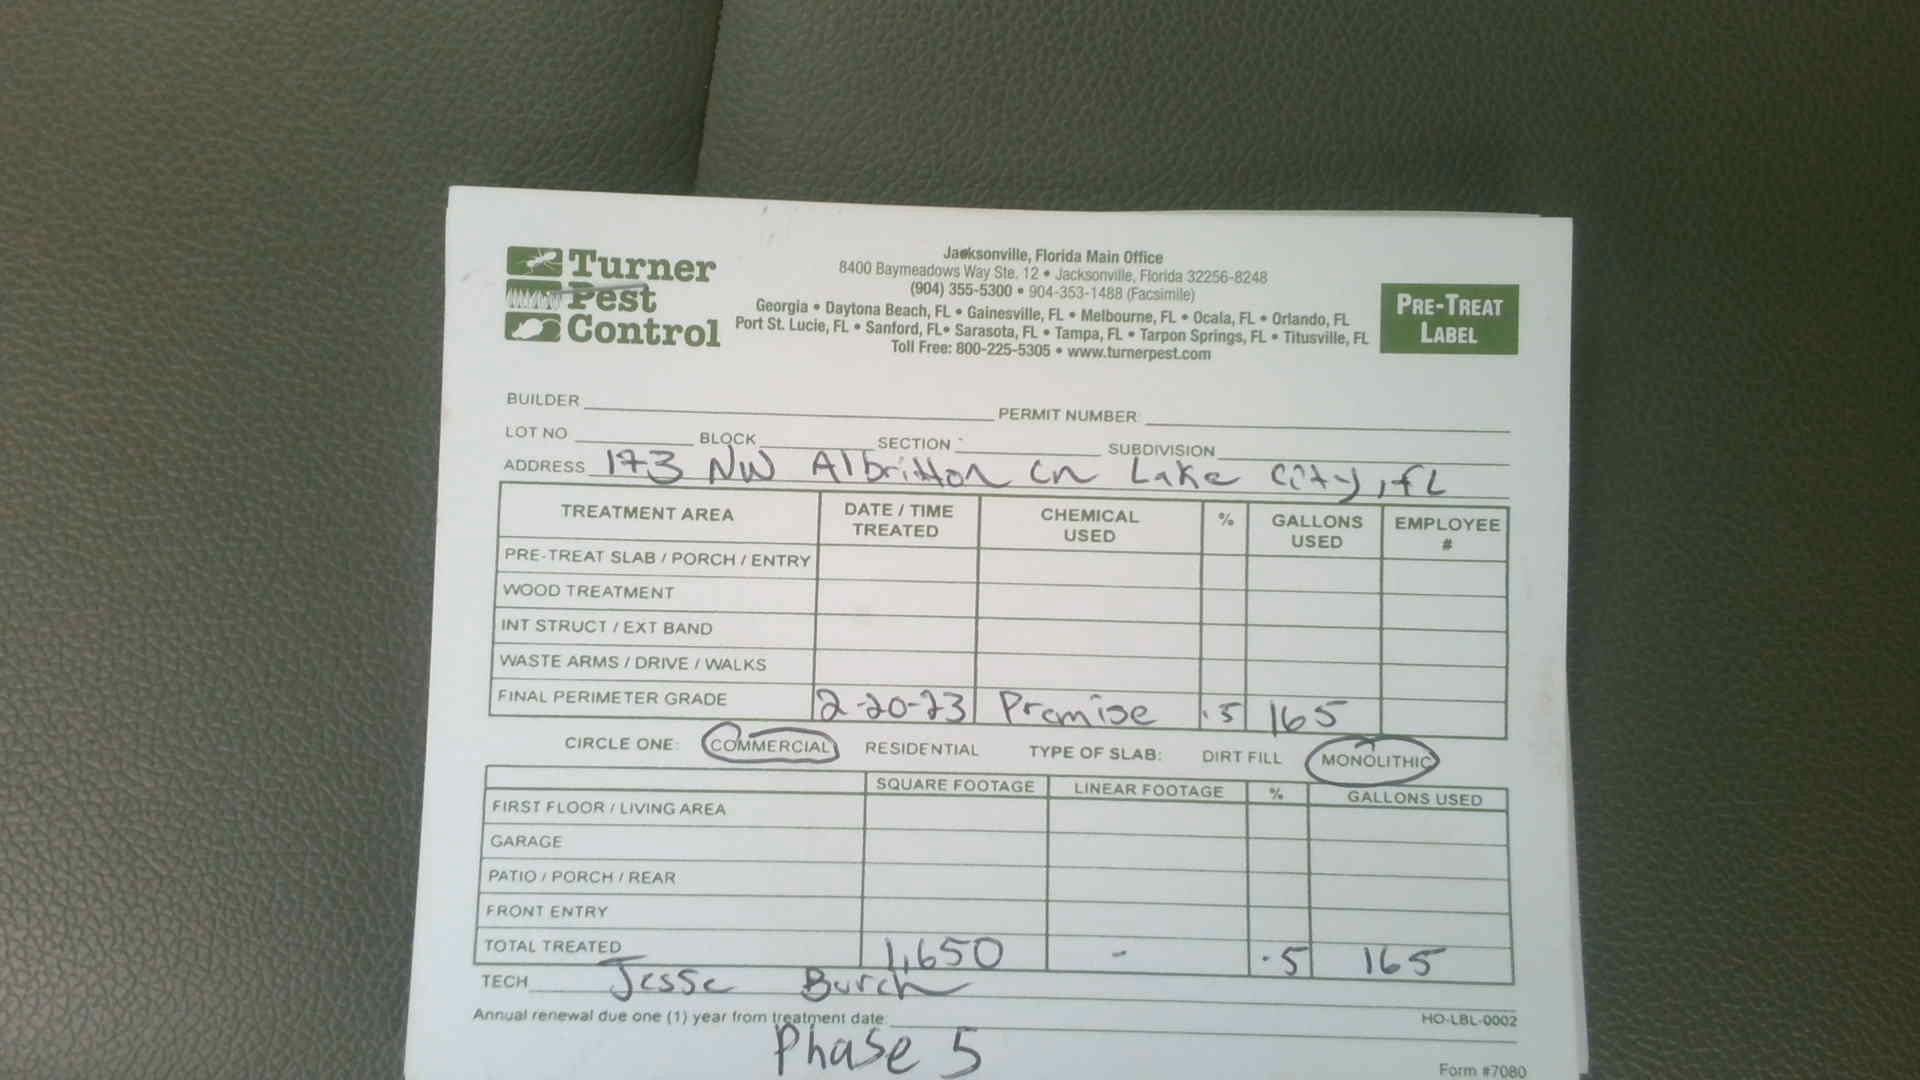 Turner
Pest
Control
Jacksonville, Florida Main Office
8400 Baymeadows Way Ste. 12 • Jacksonville, Florida 32256-8248
(904) 355-5300 • 904-353-1488 (Facsimile)
Georgia • Daytona Beach, FL • Gainesville, FL • Melbourne, FL • Ocala, FL • Orlando, FL
Port St. Lucie, FL • Sanford, FL • Sarasota, FL • Tampa, FL • Tarpon Springs, FL • Titusville, FL
Toll Free: 800-225-5305 • www.turnerpest.com
PRE-TREAT
LABEL
BUILDER: PERMIT NUMBER:
LOT NO BLOCK SECTION SUBDIVISION
ADDRESS 173 NW Albritton Ln Lake City, FL
TREATMENT AREA DATE / TIME TREATED CHEMICAL USED % GALLONS USED EMPLOYEE #
PRE-TREAT SLAB / PORCH / ENTRY
WOOD TREATMENT
INT STRUCT / EXT BAND
WASTE ARMS / DRIVE / WALKS
FINAL PERIMETER GRADE 2-20-23 Premise .5 165
CIRCLE ONE: COMMERCIAL RESIDENTIAL TYPE OF SLAB: DIRT FILL MONOLITHIC
SQUARE FOOTAGE LINEAR FOOTAGE % GALLONS USED
FIRST FLOOR / LIVING AREA
GARAGE
PATIO / PORCH / REAR
FRONT ENTRY
TOTAL TREATED 1,650 - .5 165
TECH Jesse Burch
Annual renewal due one (1) year from treatment date: HO-LBL-0002
Phase 5
Form #7080